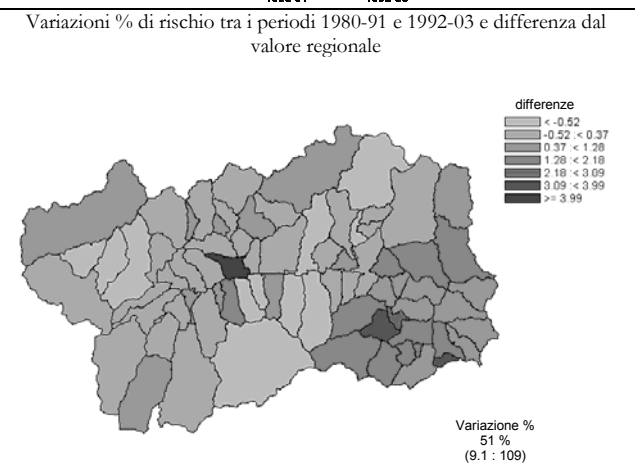 Variazioni % di rischio tra i periodi 1980-91 e 1992-03 e differenza dal
valore regionale
differenze
< -0.52
-0.52 :< 0.37
0.37 :< 1.28
1.28 :< 2.18
2.18 :< 3.09
3.09 :< 3.99
>= 3.99
Variazione %
51 %
(9.1 : 109)